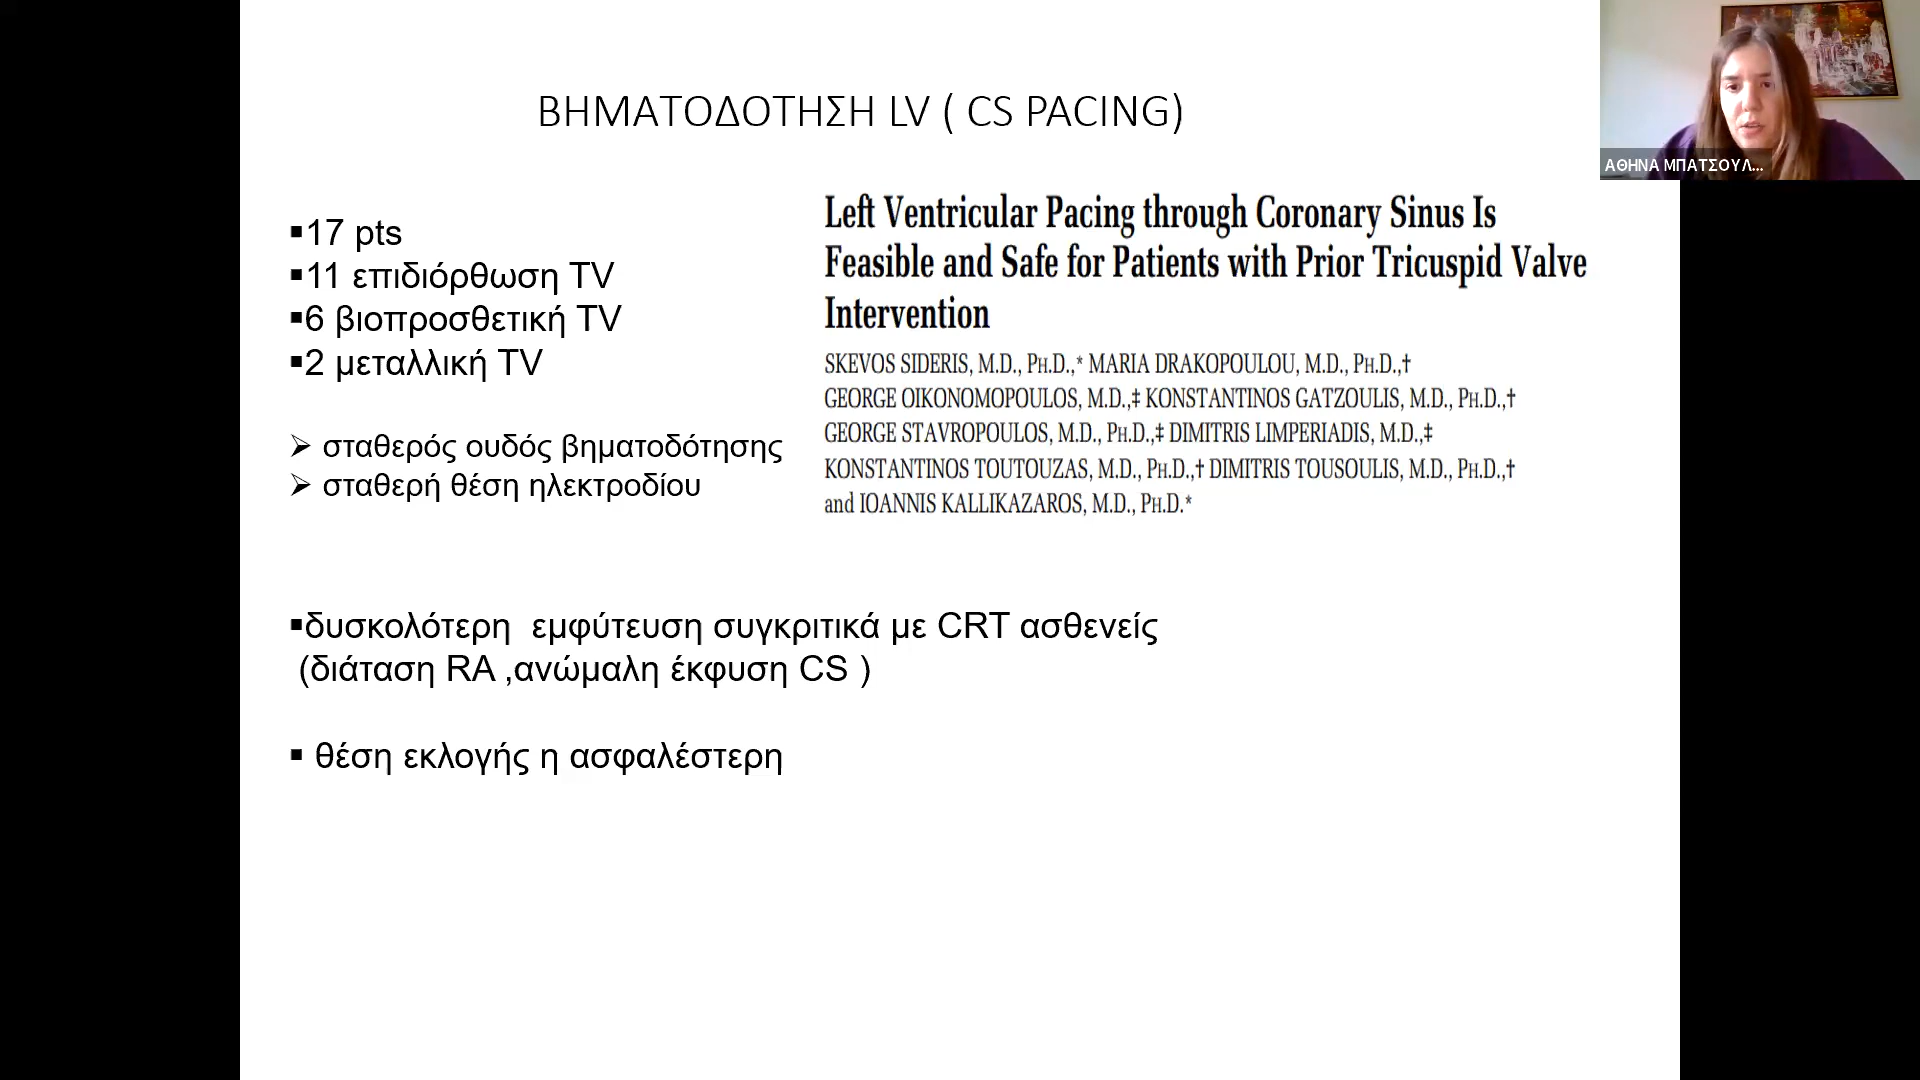 ΒΗΜΑΤΟΔΟΤΗΣΗ LV ( CS PACING)
▪17 pts
▪11 επιδιόρθωση TV
▪6 βιοπροσθετική TV
▪2 μεταλλική TV
➢ σταθερός ουδός βηματοδότησης
➢ σταθερή θέση ηλεκτροδίου
Left Ventricular Pacing through Coronary Sinus Is
Feasible and Safe for Patients with Prior Tricuspid Valve
Intervention
SKEVOS SIDERIS, M.D., PH.D.,* MARIA DRAKOPOULOU, M.D., PH.D.,†
GEORGE OIKONOMOPOULOS, M.D.,‡ KONSTANTINOS GATZOULIS, M.D., PH.D.,†
GEORGE STAVROPOULOS, M.D., PH.D.,‡ DIMITRIS LIMPERIADIS, M.D.,‡
KONSTANTINOS TOUTOUZAS, M.D., PH.D.,† DIMITRIS TOUSOULIS, M.D., PH.D.,†
and IOANNIS KALLIKAZAROS, M.D., PH.D.*
▪δυσκολότερη εμφύτευση συγκριτικά με CRT ασθενείς
(διάταση RA ,ανώμαλη έκφυση CS )
▪ θέση εκλογής η ασφαλέστερη
ΑΘΗΝΑ ΜΠΑΤΣΟΥΛ...